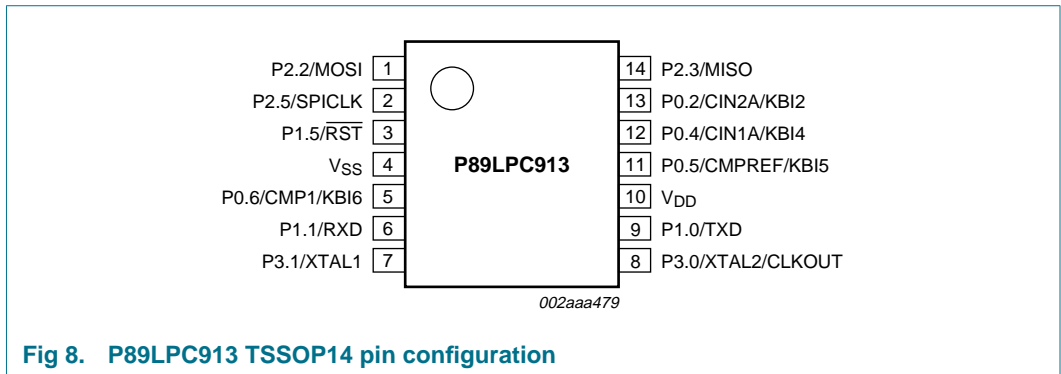 P2.2/MOSI 1 14 P2.3/MISO
P2.5/SPICLK 2 13 P0.2/CIN2A/KBI2
P1.5/R̅S̅T̅ 3 12 P0.4/CIN1A/KBI4
VSS 4 P89LPC913 11 P0.5/CMPREF/KBI5
P0.6/CMP1/KBI6 5 10 VDD
P1.1/RXD 6 9 P1.0/TXD
P3.1/XTAL1 7 8 P3.0/XTAL2/CLKOUT
002aaa479
Fig 8. P89LPC913 TSSOP14 pin configuration